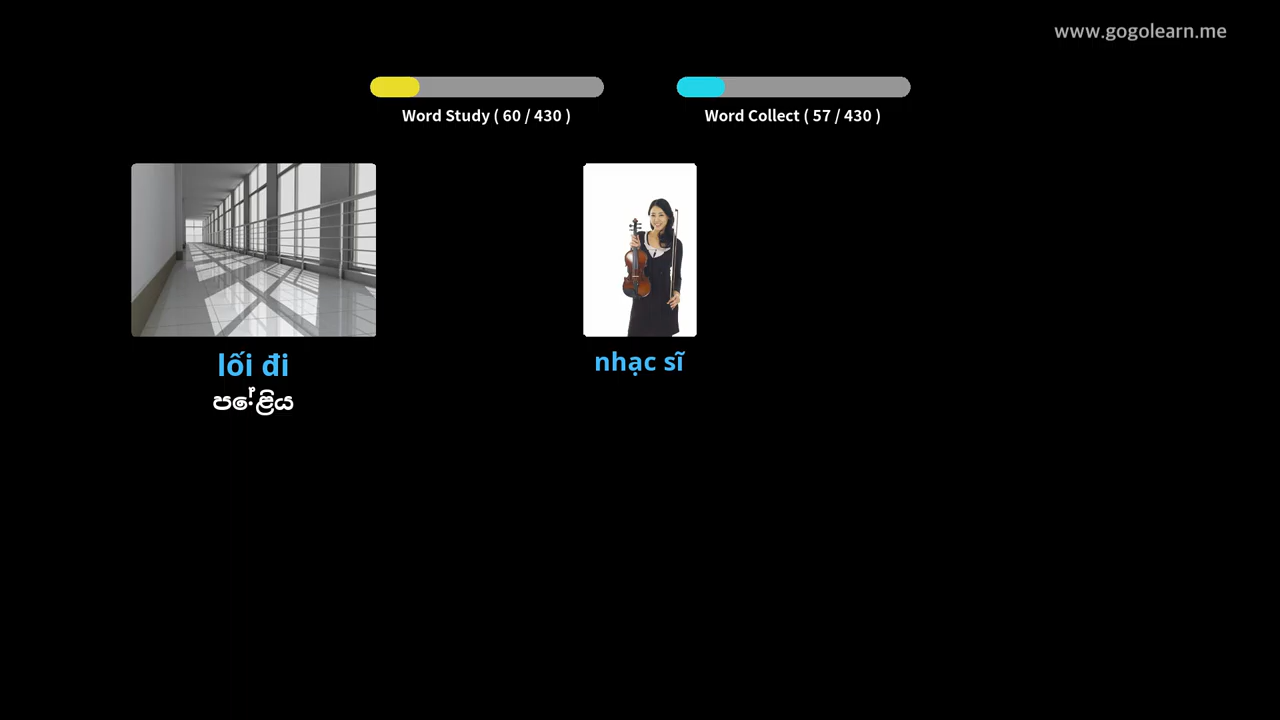 www.gogolearn.me
Word Study ( 60 / 430 )
Word Collect ( 57 / 430 )
lối đi
පේළිය
nhạc sĩ